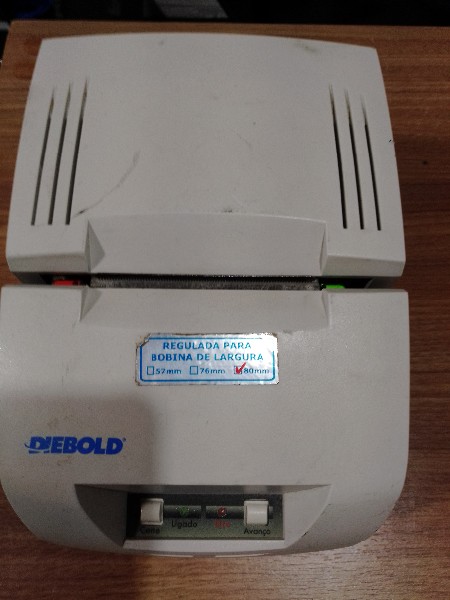 REGULADA PARA
BOBINA DE LARGURA
57mm 76mm 80mm
DIEBOLD
Ligado
Avanço